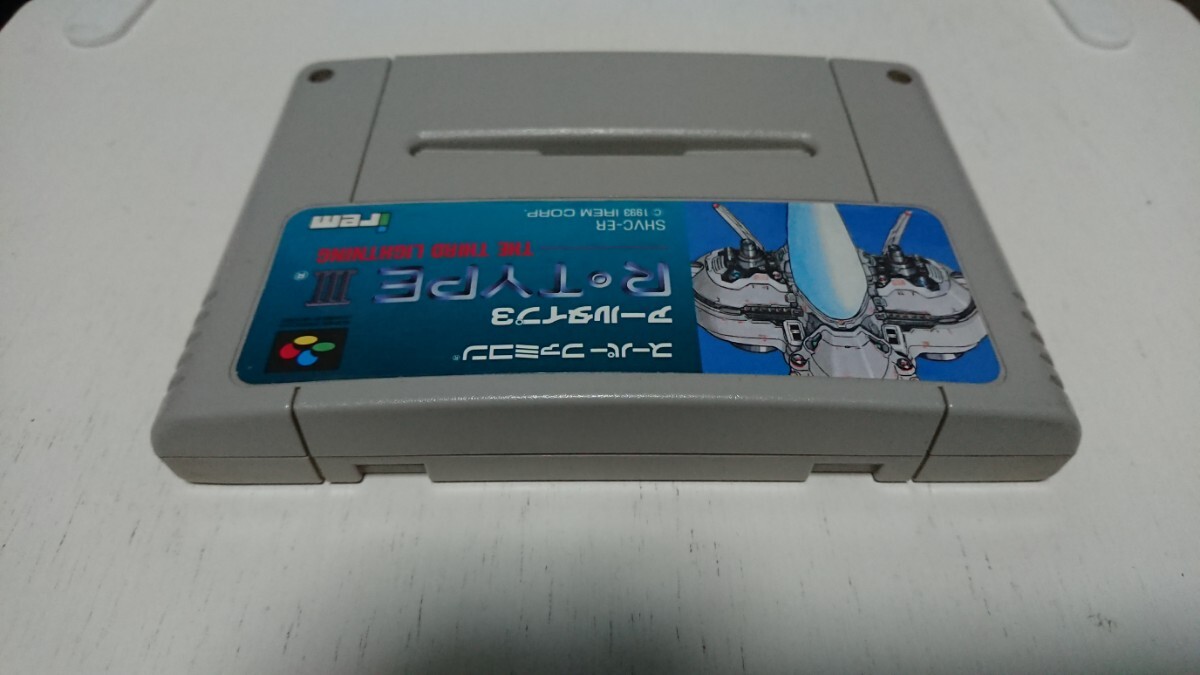 スーパーファミコン®
アールタイプ3
R・TYPE III®
THE THIRD LIGHTNING
SHVC-ER
© 1993 IREM CORP.
irem